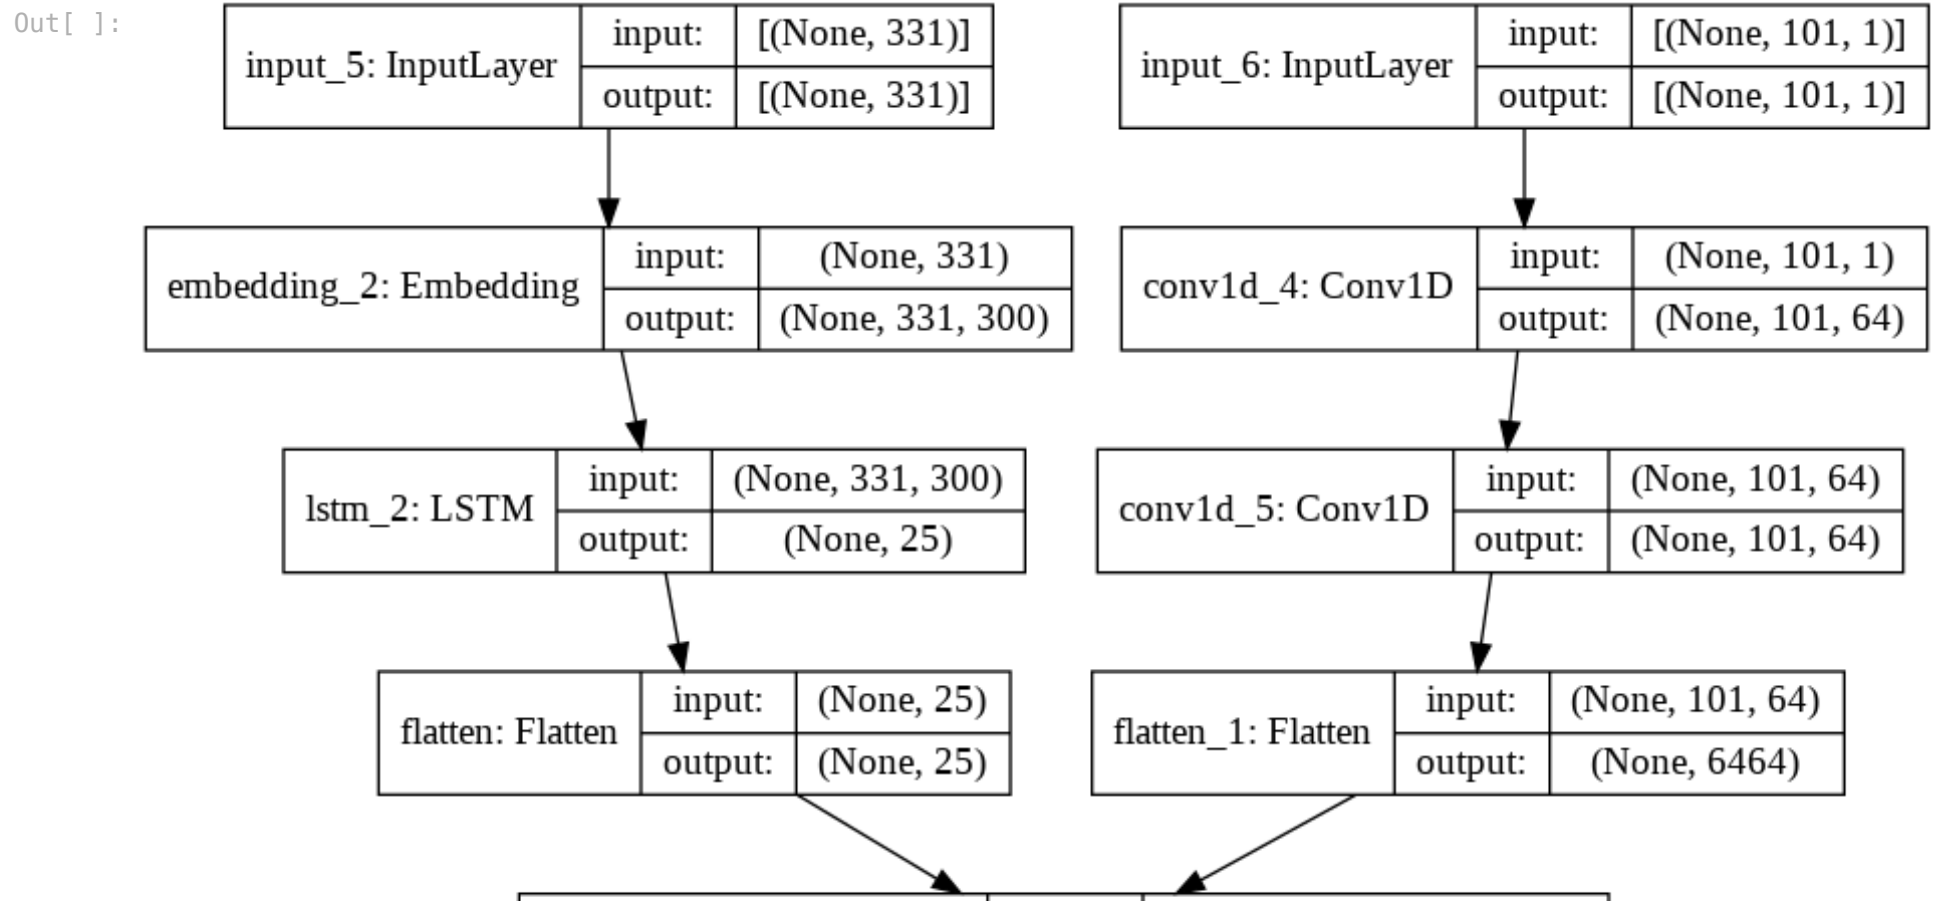 Out[ ]:
input_5: InputLayer
input: [(None, 331)]
output: [(None, 331)]
input_6: InputLayer
input: [(None, 101, 1)]
output: [(None, 101, 1)]
embedding_2: Embedding
input: (None, 331)
output: (None, 331, 300)
conv1d_4: Conv1D
input: (None, 101, 1)
output: (None, 101, 64)
lstm_2: LSTM
input: (None, 331, 300)
output: (None, 25)
conv1d_5: Conv1D
input: (None, 101, 64)
output: (None, 101, 64)
flatten: Flatten
input: (None, 25)
output: (None, 25)
flatten_1: Flatten
input: (None, 101, 64)
output: (None, 6464)